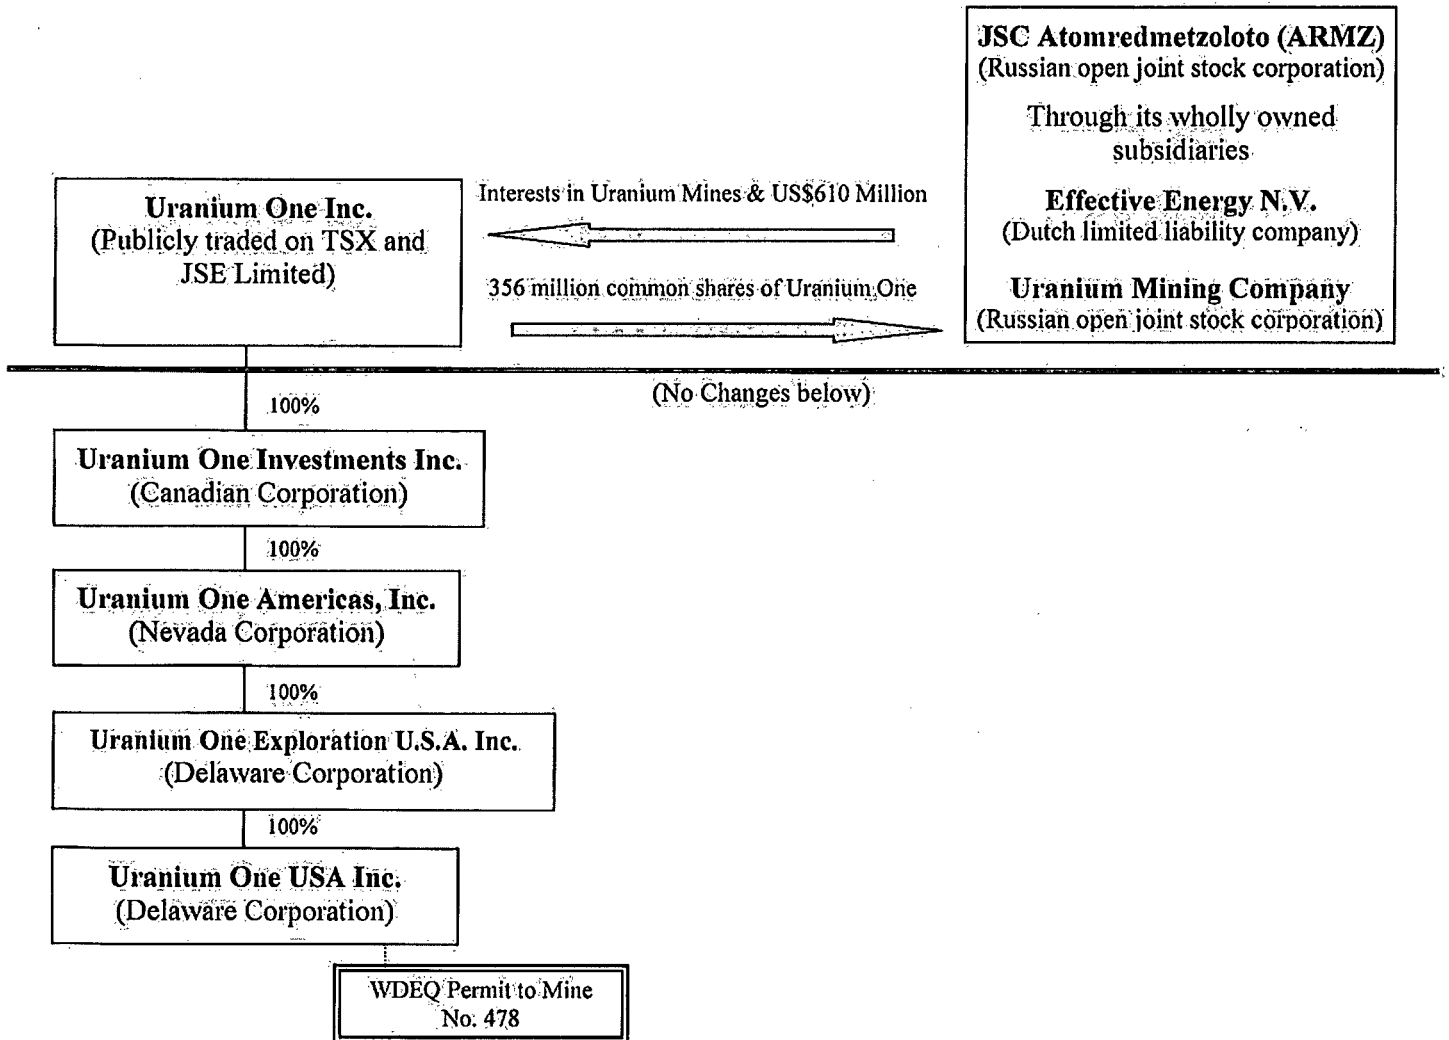 JSC Atomredmetzoloto (ARMZ)
(Russian open joint stock corporation)
Through its wholly owned
subsidiaries
Effective Energy N.V.
(Dutch limited liability company)
Uranium Mining Company
(Russian open joint stock corporation)
Uranium One Inc.
(Publicly traded on TSX and
JSE Limited)
Interests in Uranium Mines & US$610 Million
356 million common shares of Uranium One
(No Changes below)
100%
Uranium One Investments Inc.
(Canadian Corporation)
100%
Uranium One Americas, Inc.
(Nevada Corporation)
100%
Uranium One Exploration U.S.A. Inc.
(Delaware Corporation)
100%
Uranium One USA Inc.
(Delaware Corporation)
WDEQ Permit to Mine
No. 478